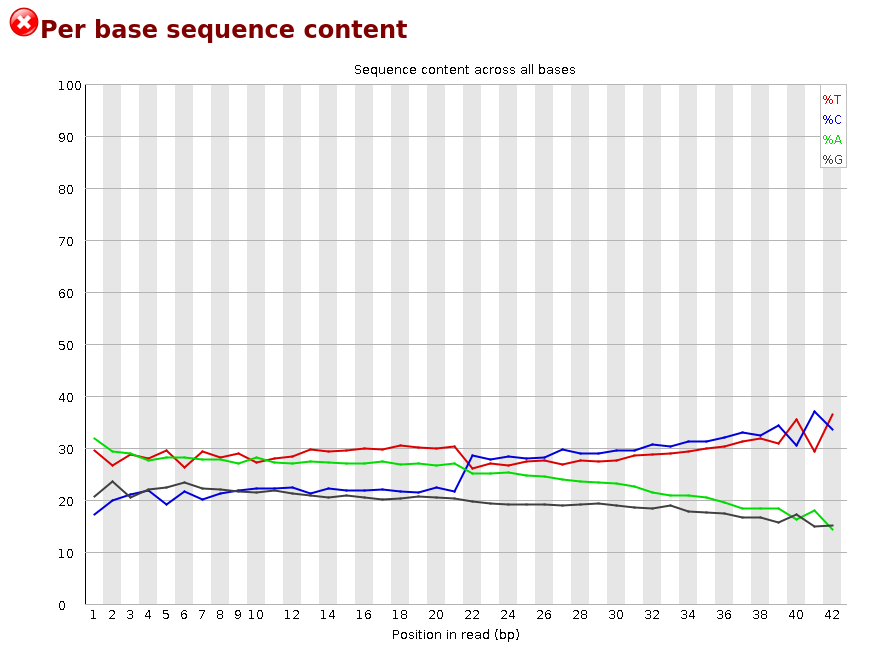 Per base sequence content
Sequence content across all bases
%T
%C
%A
%G
100
90
80
70
60
50
40
30
20
10
0
1 2 3 4 5 6 7 8 9 10 12 14 16 18 20 22 24 26 28 30 32 34 36 38 40 42
Position in read (bp)